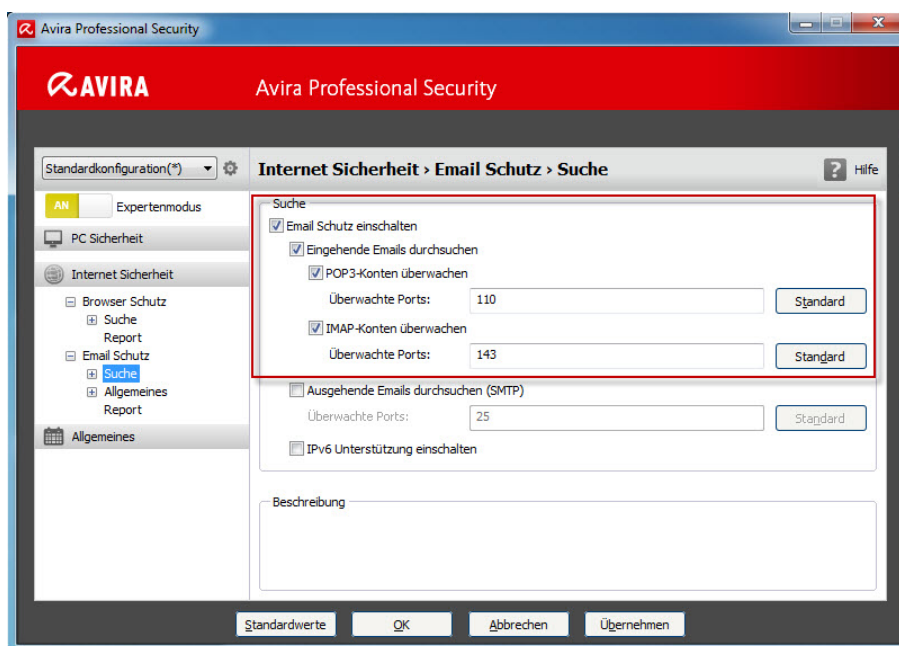 Avira Professional Security
AVIRA
Avira Professional Security
Standardkonfiguration(*)
Internet Sicherheit › Email Schutz › Suche
? Hilfe
AN Expertenmodus
PC Sicherheit
Internet Sicherheit
Browser Schutz
Suche
Report
Email Schutz
Suche
Allgemeines
Report
Allgemeines
Suche
Email Schutz einschalten
Eingehende Emails durchsuchen
POP3-Konten überwachen
Überwachte Ports: 110 Standard
IMAP-Konten überwachen
Überwachte Ports: 143 Standard
Ausgehende Emails durchsuchen (SMTP)
Überwachte Ports: 25 Standard
IPv6 Unterstützung einschalten
Beschreibung
Standardwerte OK Abbrechen Übernehmen